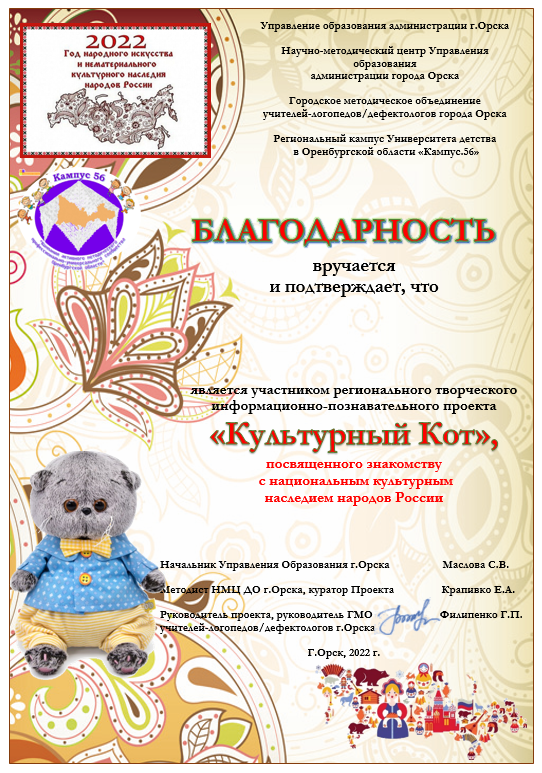 2022
Год народного искусства
и нематериального
культурного наследия
народов России
Управление образования администрации г.Орска
Научно-методический центр Управления
образования
администрации города Орска
Городское методическое объединение
учителей-логопедов/дефектологов города Орска
Региональный кампус Университета детства
в Оренбургской области «Кампус.56»
Кампус 56
БЛАГОДАРНОСТЬ
вручается
и подтверждает, что
является участником регионального творческого
информационно-познавательного проекта
«Культурный Кот»,
посвященного знакомству
с национальным культурным
наследием народов России
Начальник Управления Образования г.Орска Маслова С.В.
Методист НМЦ ДО г.Орска, куратор Проекта Крапивко Е.А.
Руководитель проекта, руководитель ГМО Филипенко Г.П.
учителей-логопедов/дефектологов г.Орска
Г.Орск, 2022 г.